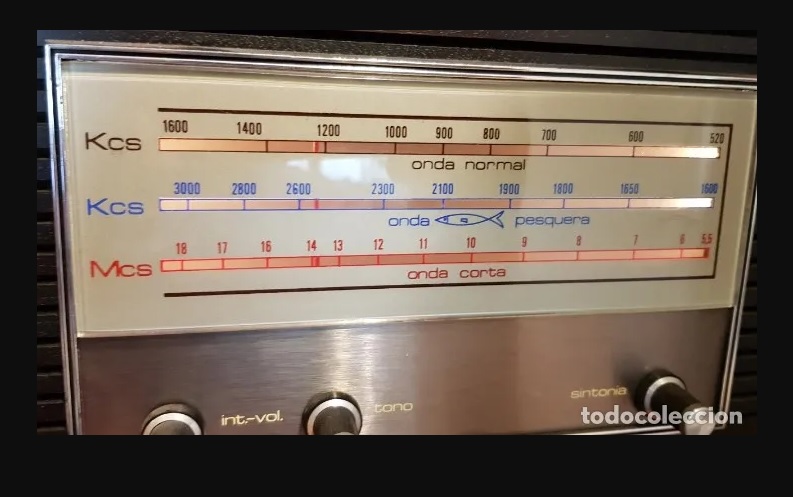 1600 1400 1200 1000 900 800 700 600 520
Kcs
onda normal
3000 2800 2600 2300 2100 1900 1800 1650 1600
Kcs
onda pesquera
18 17 16 14 13 12 11 10 9 8 7 6 5,5
Mcs
onda corta
int.-vol. tono sintonia
todocoleccion